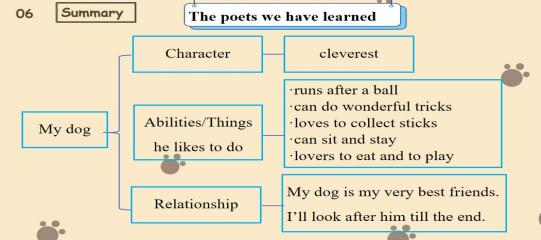 06 Summary
The poets we have learned
Character
cleverest
My dog
Abilities/Things
he likes to do
·runs after a ball
·can do wonderful tricks
·loves to collect sticks
·can sit and stay
·lovers to eat and to play
Relationship
My dog is my very best friends.
I'll look after him till the end.